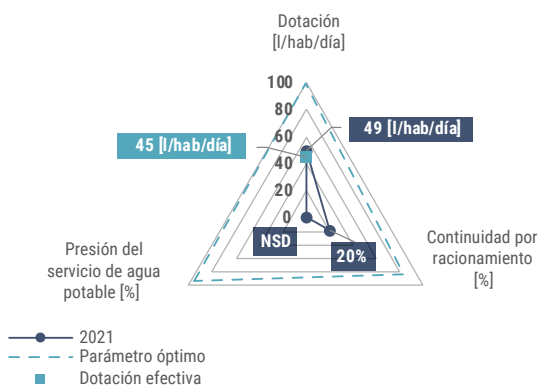 Dotación
[l/hab/día]
100
80
60
40
20
0
45 [l/hab/día]
49 [l/hab/día]
NSD
20%
Presión del
servicio de agua
potable [%]
Continuidad por
racionamiento
[%]
2021
Parámetro óptimo
Dotación efectiva